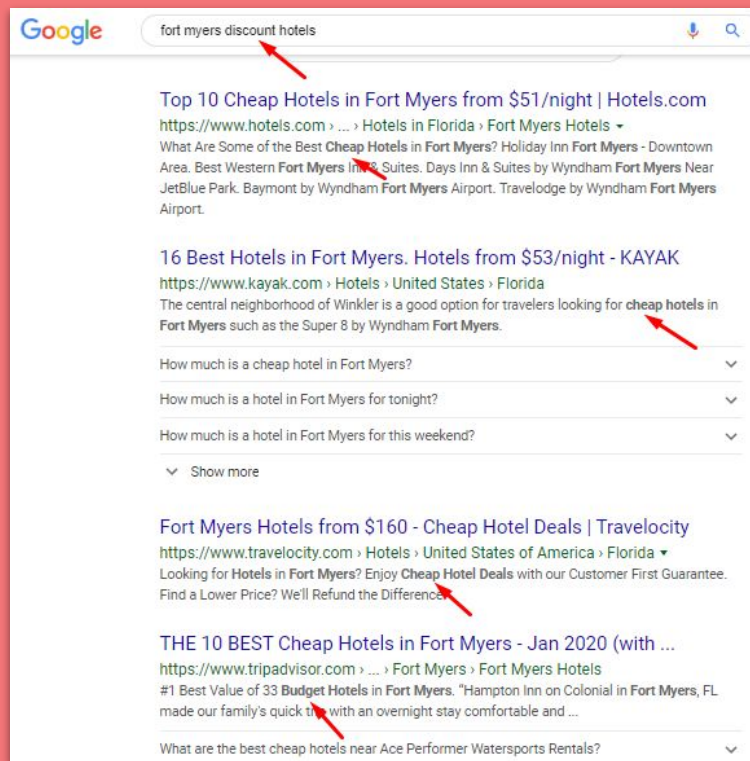 Google
fort myers discount hotels
Top 10 Cheap Hotels in Fort Myers from $51/night | Hotels.com
https://www.hotels.com › ... › Hotels in Florida › Fort Myers Hotels
What Are Some of the Best Cheap Hotels in Fort Myers? Holiday Inn Fort Myers - Downtown
Area. Best Western Fort Myers Inn & Suites. Days Inn & Suites by Wyndham Fort Myers Near
JetBlue Park. Baymont by Wyndham Fort Myers Airport. Travelodge by Wyndham Fort Myers
Airport.
16 Best Hotels in Fort Myers. Hotels from $53/night - KAYAK
https://www.kayak.com › Hotels › United States › Florida
The central neighborhood of Winkler is a good option for travelers looking for cheap hotels in
Fort Myers such as the Super 8 by Wyndham Fort Myers.
How much is a cheap hotel in Fort Myers?
How much is a hotel in Fort Myers for tonight?
How much is a hotel in Fort Myers for this weekend?
Show more
Fort Myers Hotels from $160 - Cheap Hotel Deals | Travelocity
https://www.travelocity.com › Hotels › United States of America › Florida
Looking for Hotels in Fort Myers? Enjoy Cheap Hotel Deals with our Customer First Guarantee.
Find a Lower Price? We'll Refund the Difference.
THE 10 BEST Cheap Hotels in Fort Myers - Jan 2020 (with ...
https://www.tripadvisor.com › ... › Fort Myers › Fort Myers Hotels
#1 Best Value of 33 Budget Hotels in Fort Myers. "Hampton Inn on Colonial in Fort Myers, FL
made our family's quick trip with an overnight stay comfortable and ...
What are the best cheap hotels near Ace Performer Watersports Rentals?